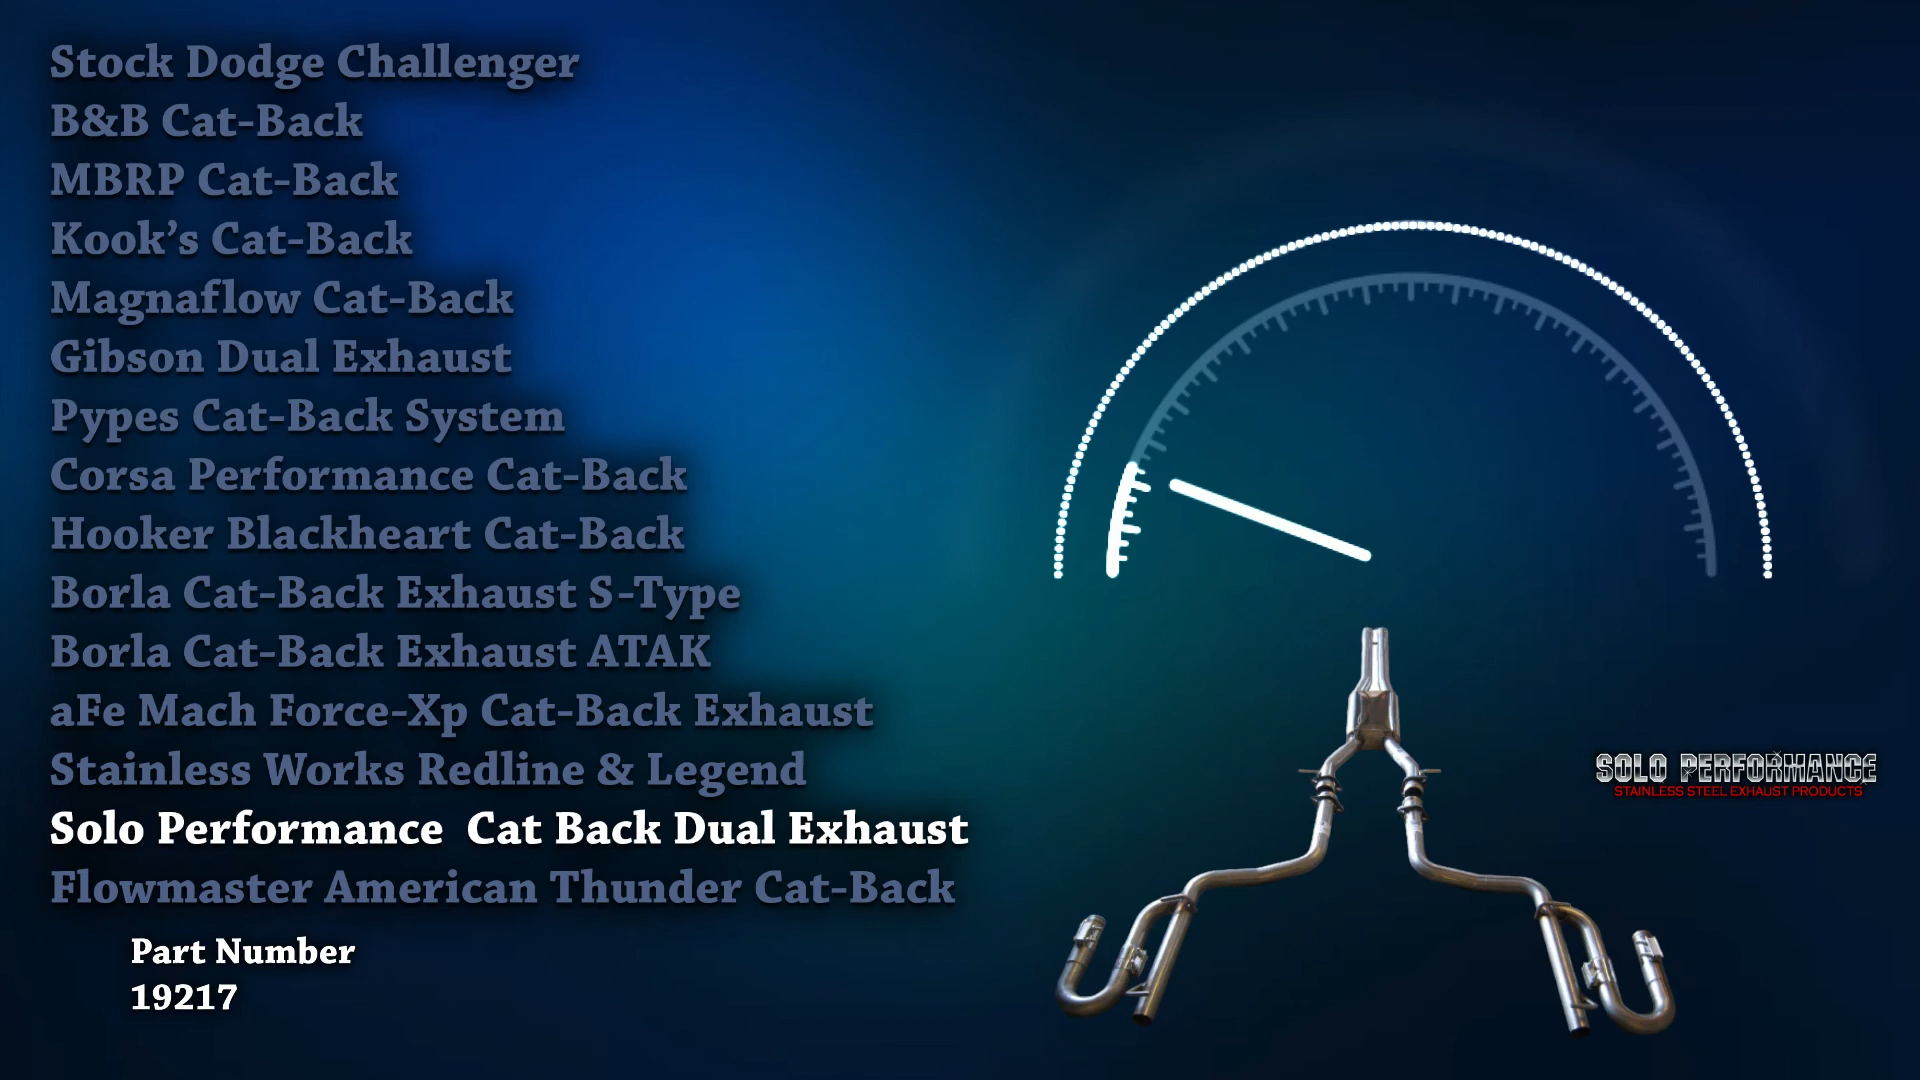 Stock Dodge Challenger
B&B Cat-Back
MBRP Cat-Back
Kook’s Cat-Back
Magnaflow Cat-Back
Gibson Dual Exhaust
Pypes Cat-Back System
Corsa Performance Cat-Back
Hooker Blackheart Cat-Back
Borla Cat-Back Exhaust S-Type
Borla Cat-Back Exhaust ATAK
aFe Mach Force-Xp Cat-Back Exhaust
Stainless Works Redline & Legend
Solo Performance  Cat Back Dual Exhaust
Flowmaster American Thunder Cat-Back
Part Number
19217
SOLO PERFORMANCE
STAINLESS STEEL EXHAUST PRODUCTS